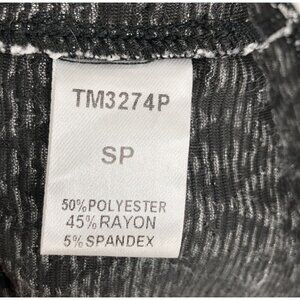 TM3274P
SP
50%POLYESTER
45%RAYON
5%SPANDEX